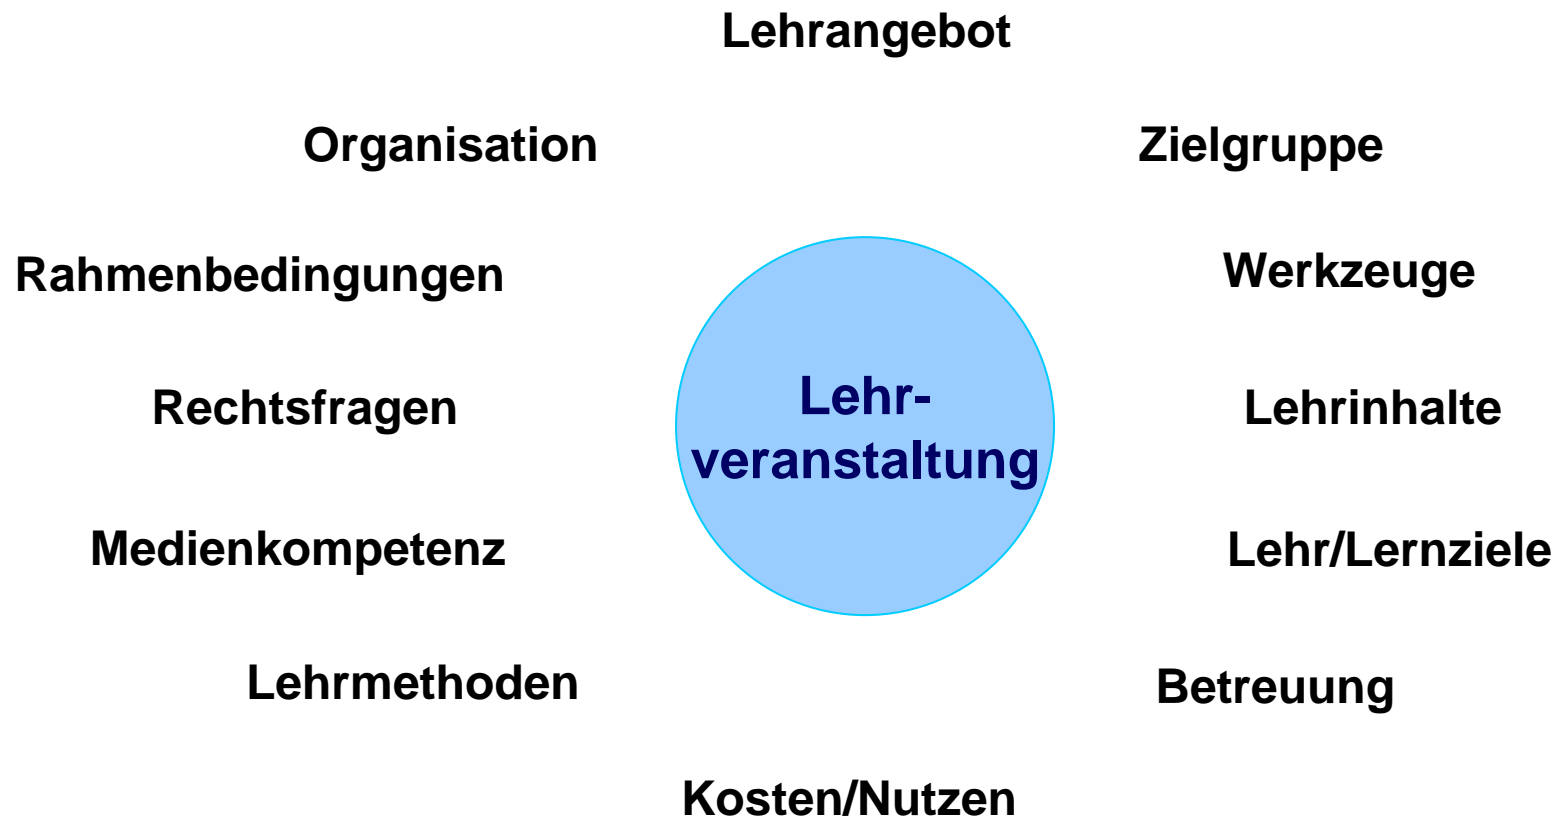 Lehrangebot
Organisation
Zielgruppe
Rahmenbedingungen
Werkzeuge
Rechtsfragen
Lehr-
veranstaltung
Lehrinhalte
Medienkompetenz
Lehr/Lernziele
Lehrmethoden
Betreuung
Kosten/Nutzen